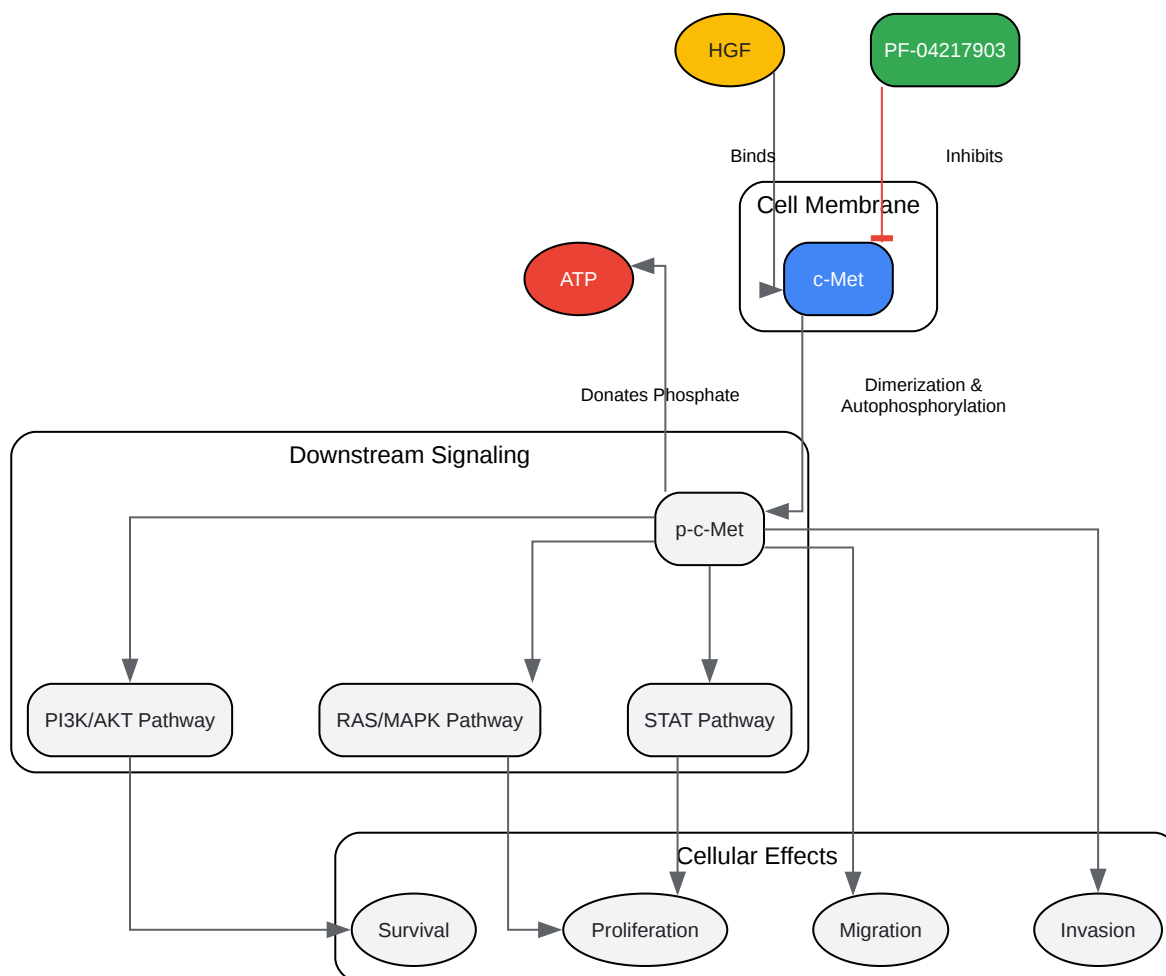 HGF
PF-04217903
Binds
Inhibits
Cell Membrane
ATP
c-Met
Donates Phosphate
Dimerization &
Autophosphorylation
Downstream Signaling
p-c-Met
PI3K/AKT Pathway
RAS/MAPK Pathway
STAT Pathway
Cellular Effects
Survival
Proliferation
Migration
Invasion